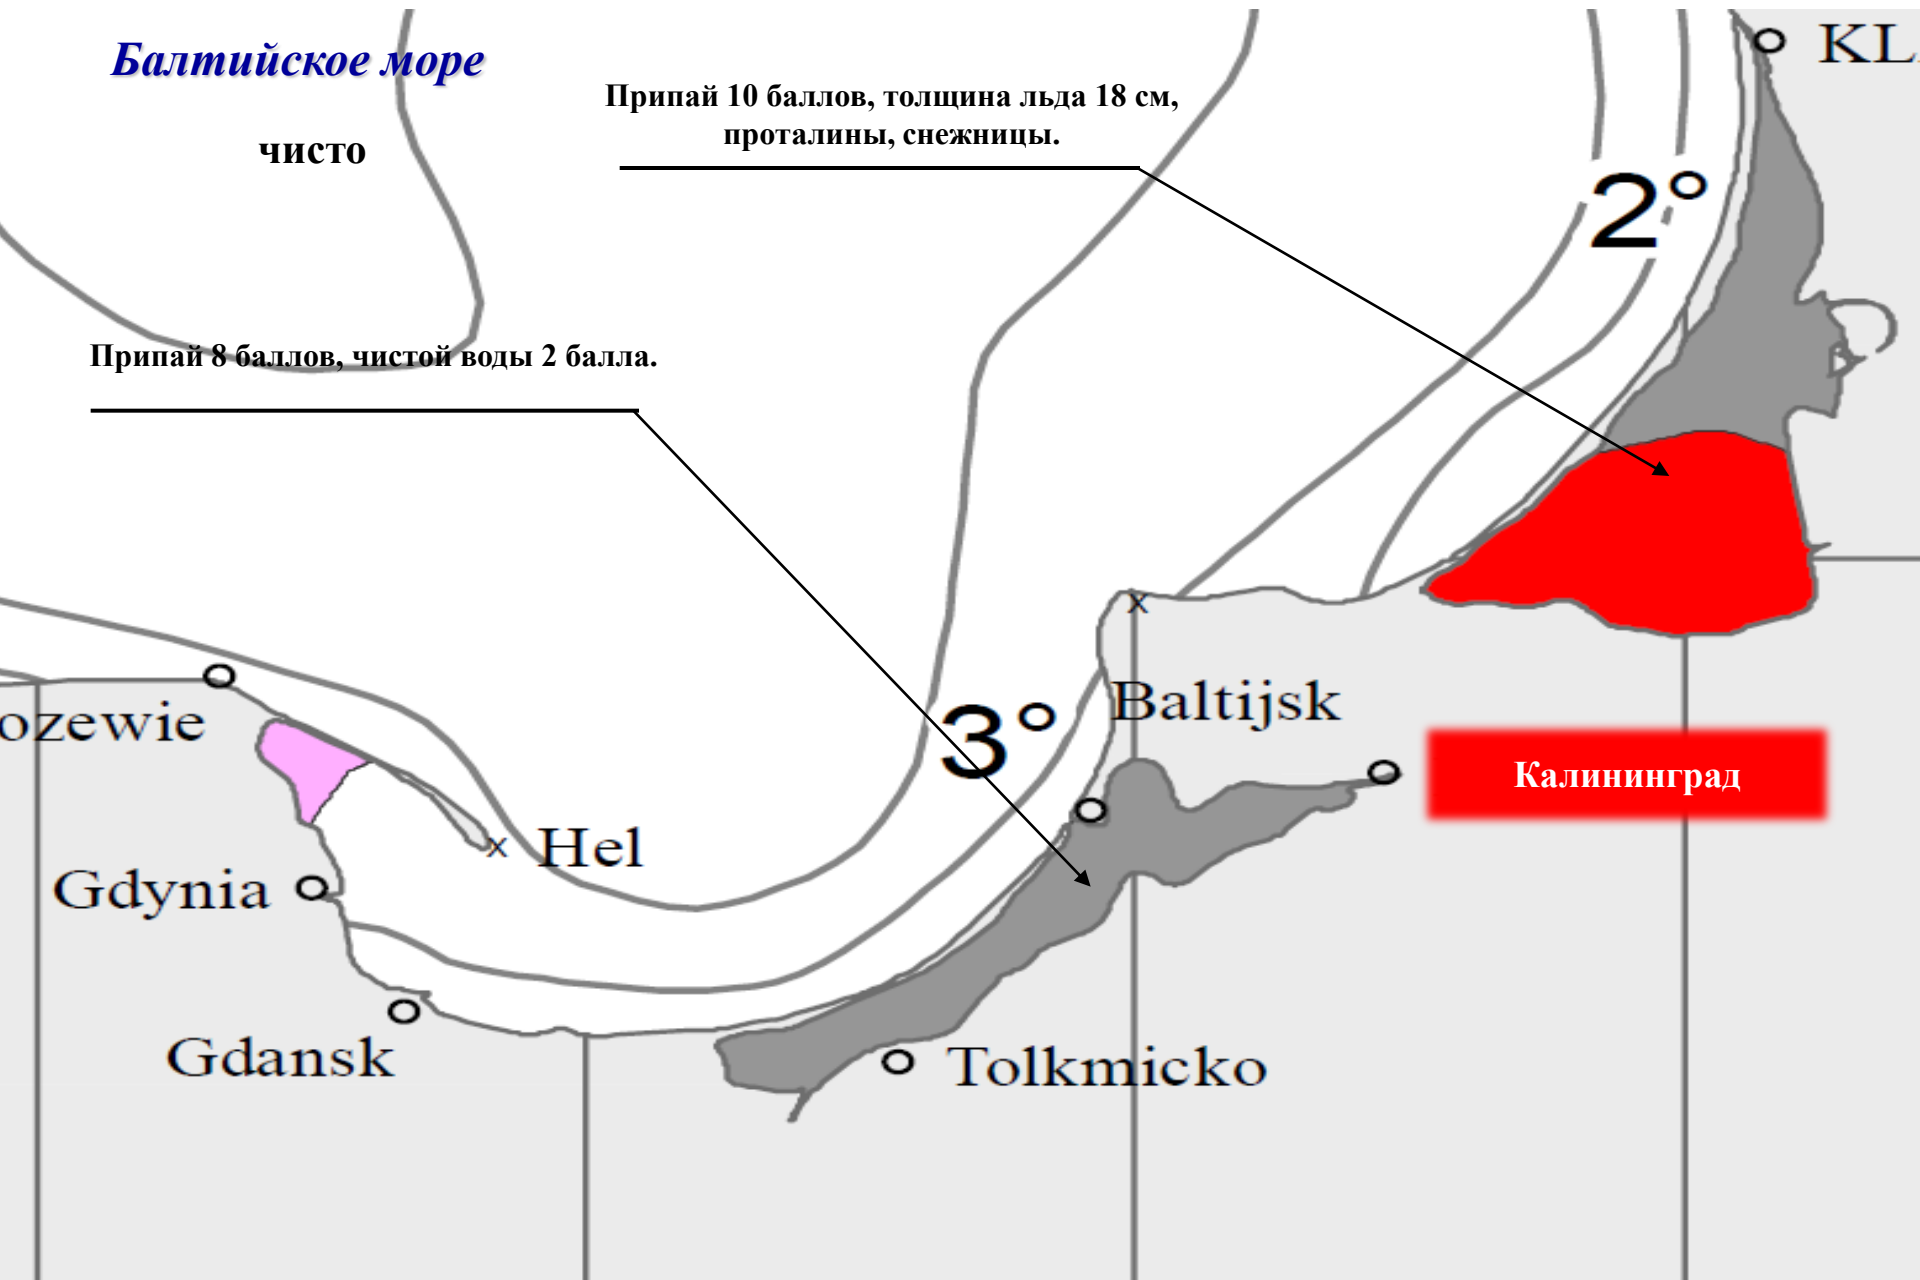 Балтийское море
KL
Припай 10 баллов, толщина льда 18 см,
проталины, снежницы.
чисто
2°
Припай 8 баллов, чистой воды 2 балла.
x
Baltijsk
ozewie
3°
Калининград
x Hel
Gdynia
Gdansk
Tolkmicko